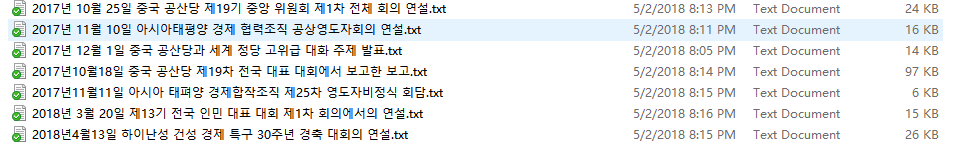 2017년 10월 25일 중국 공산당 제19기 중앙 위원회 제1차 전체 회의 연설.txt 5/2/2018 8:13 PM Text Document 24 KB
2017년 11월 10일 아시아태평양 경제 협력조직 공상영도자회의 연설.txt 5/2/2018 8:11 PM Text Document 16 KB
2017년 12월 1일 중국 공산당과 세계 정당 고위급 대화 주제 발표.txt 5/2/2018 8:05 PM Text Document 14 KB
2017년10월18일 중국 공산당 제19차 전국 대표 대회에서 보고한 보고.txt 5/2/2018 8:14 PM Text Document 97 KB
2017년11월11일 아시아 태펴양 경제합작조직 제25차 영도자비정식 회담.txt 5/2/2018 8:15 PM Text Document 6 KB
2018년 3월 20일 제13기 전국 인민 대표 대회 제1차 회의에서의 연설.txt 5/2/2018 8:16 PM Text Document 15 KB
2018년4월13일 하이난성 건성 경제 특구 30주년 경축 대회의 연설.txt 5/2/2018 8:15 PM Text Document 26 KB